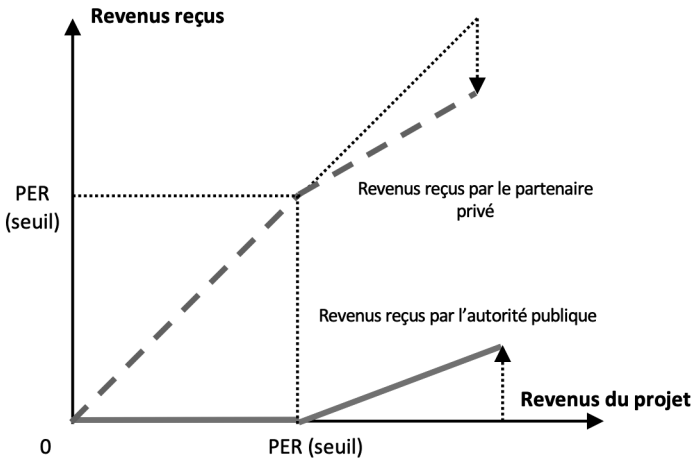 Revenus reçus
PER
(seuil)
Revenus reçus par le partenaire
privé
Revenus reçus par l’autorité publique
Revenus du projet
0
PER (seuil)